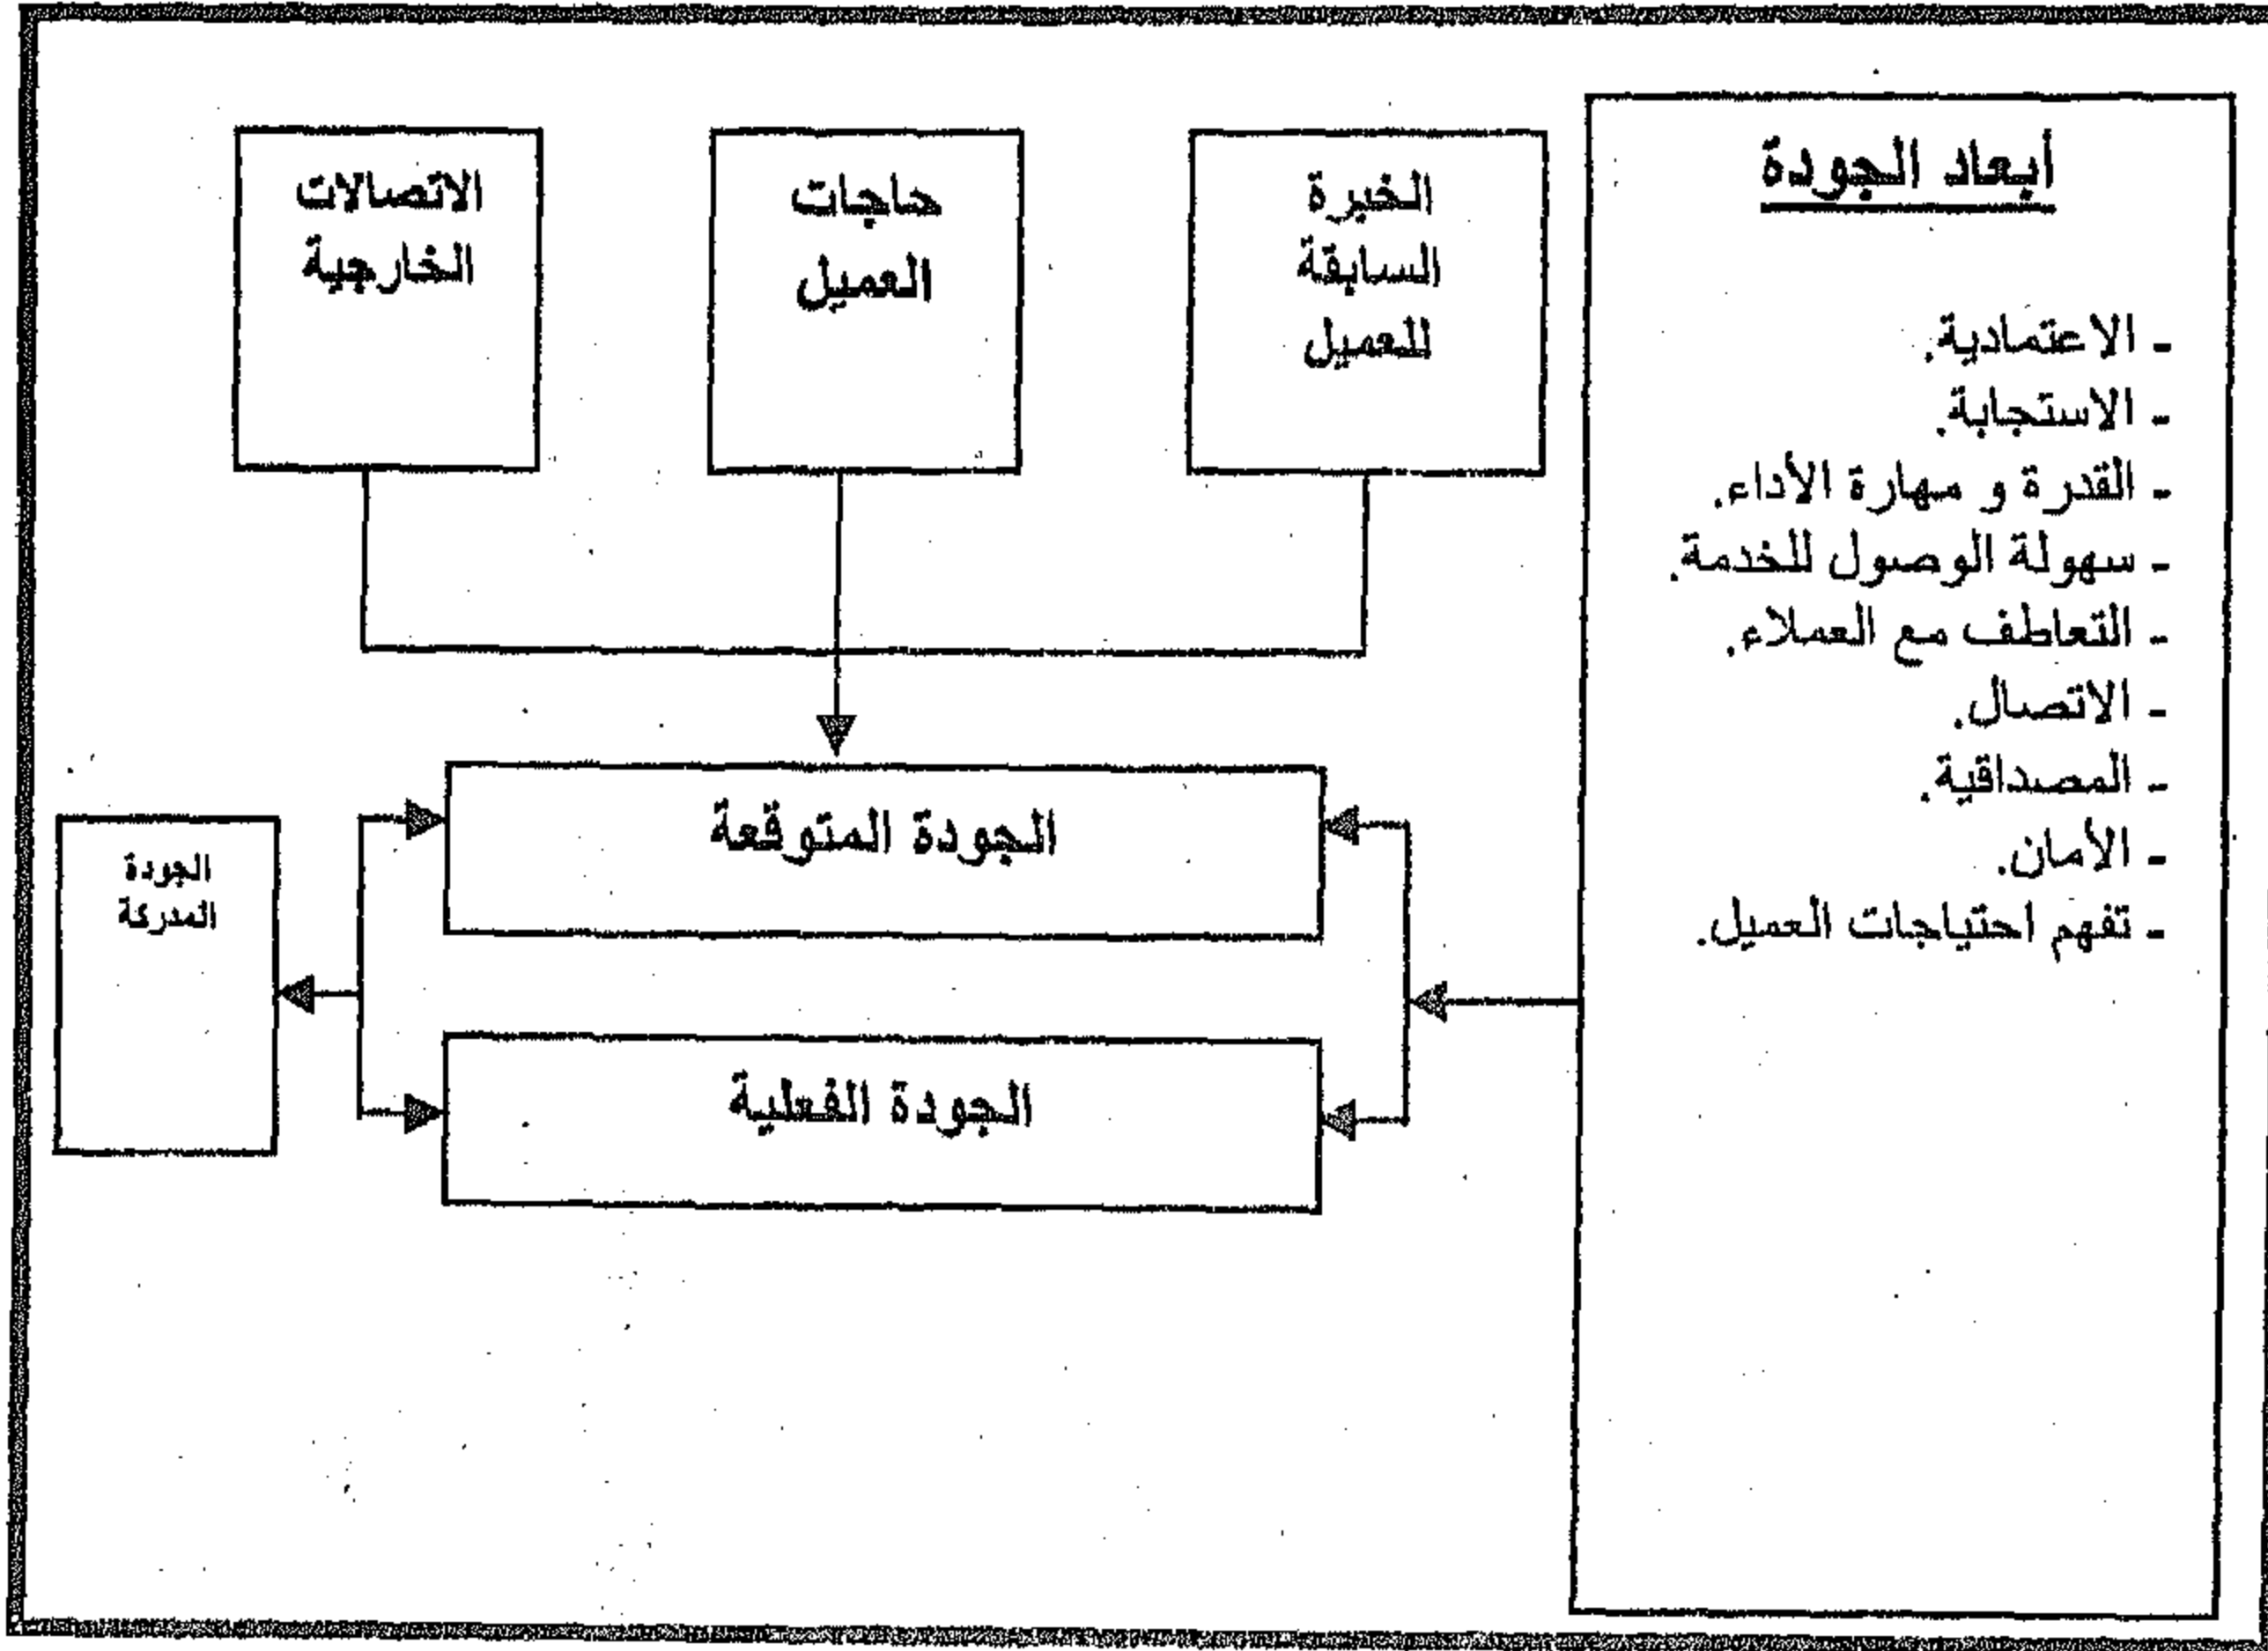 أبعاد الجودة
- الاعتمادية.
- الاستجابة.
- القدرة و مهارة الأداء.
- سهولة الوصول للخدمة.
- التعاطف مع العملاء.
- الاتصال.
- المصداقية.
- الأمان.
- تفهم احتياجات العميل.
الخبرة
السابقة
للعميل
حاجات
العميل
الاتصالات
الخارجية
الجودة المتوقعة
الجودة الفعلية
الجودة
المدركة